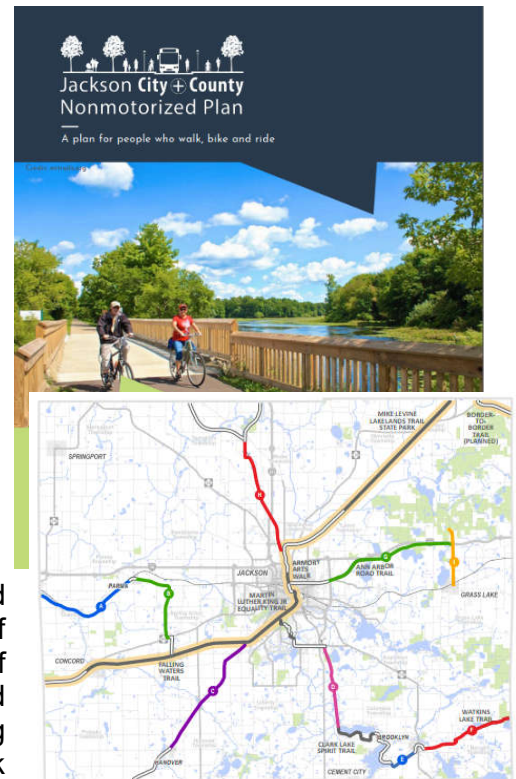 Jackson City + County
Nonmotorized Plan
A plan for people who walk, bike and ride
MIKE LEVINE
LAKELANDS TRAIL
STATE PARK
BORDER-
TO-
BORDER
TRAIL
(PLANNED)
SPRINGPORT
H
ARMORY
ARTS
WALK
JACKSON
ANN ARBOR
ROAD TRAIL
G
I
GRASS LAKE
PARMA
A
B
MARTIN
LUTHER KING JR
EQUALITY TRAIL
CONCORD
FALLING
WATERS
TRAIL
C
D
WATKINS
LAKE TRAIL
F
BROOKLYN
CLARK LAKE
SPIRIT TRAIL
E
HANOVER
CEMENT CITY
d
f
f
d
g
k